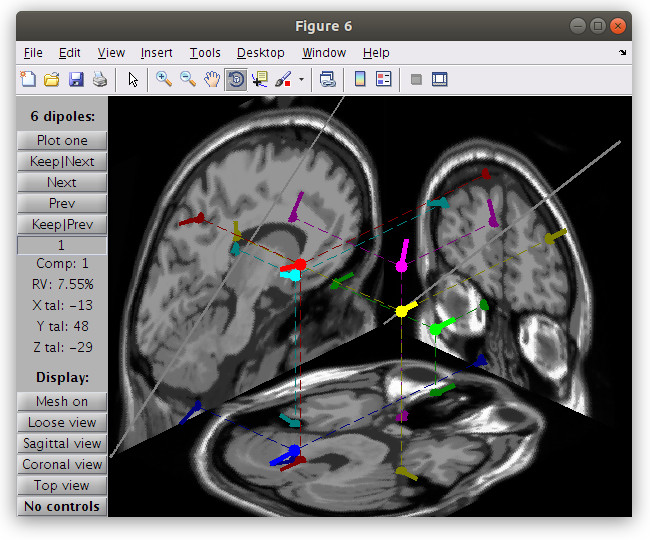 Figure 6
File Edit View Insert Tools Desktop Window Help
6 dipoles:
Plot one
Keep|Next
Next
Prev
Keep|Prev
1
Comp: 1
RV: 7.55%
X tal: -13
Y tal: 48
Z tal: -29
Display:
Mesh on
Loose view
Sagittal view
Coronal view
Top view
No controls